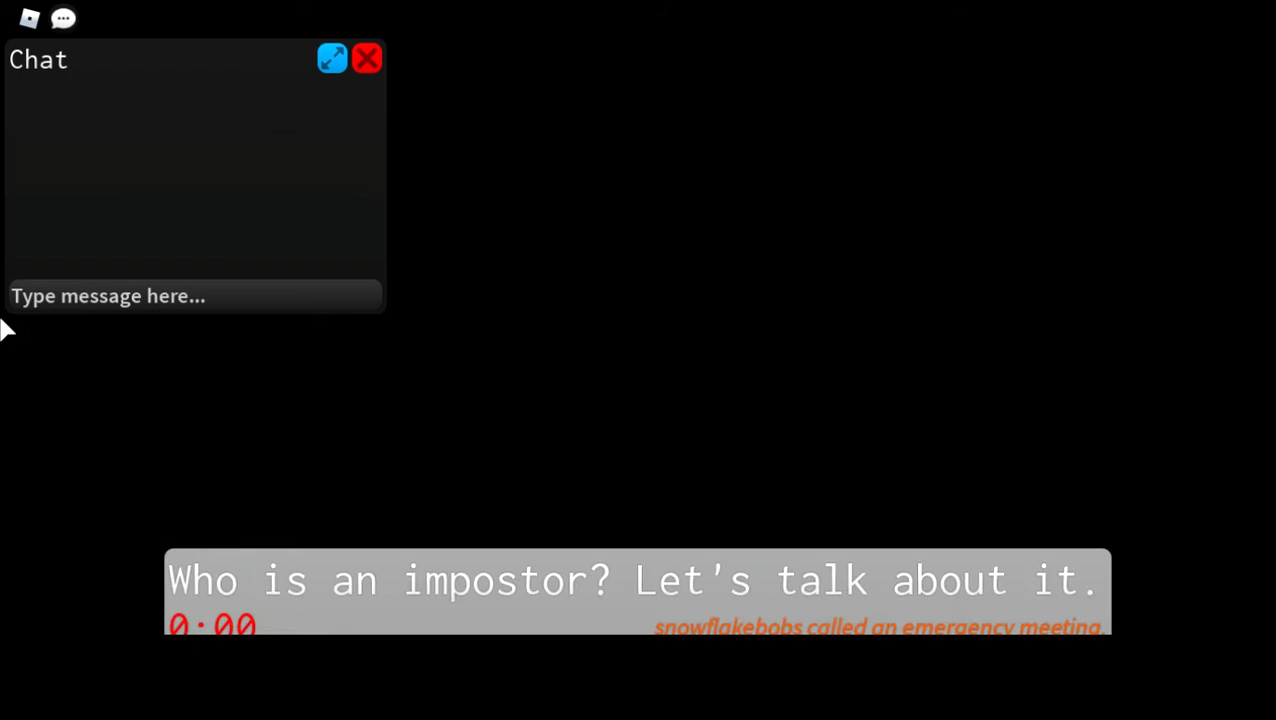 Chat
Type message here...
Who is an impostor? Let's talk about it.
0:00
snowflakebobs called an emergency meeting.